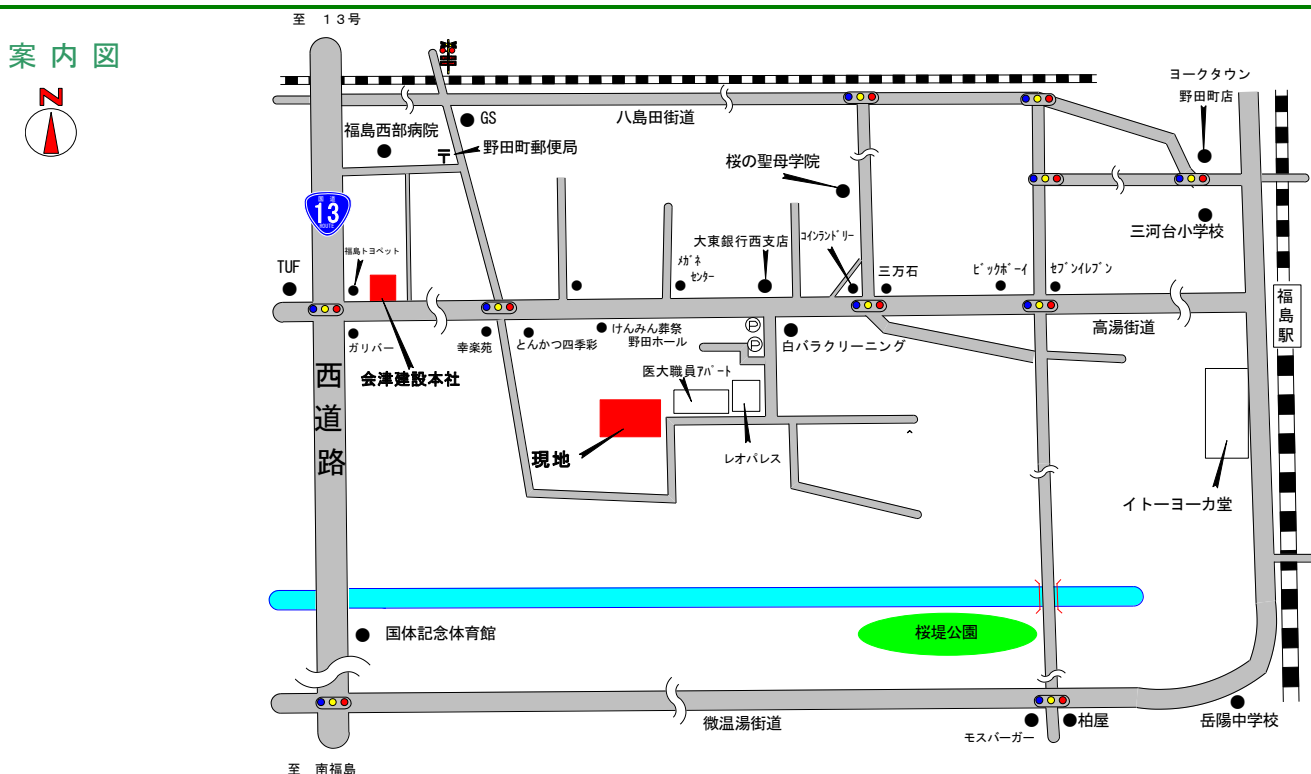 至　１３号
案 内 図
N
ヨークタウン
野田町店
GS
八島田街道
福島西部病院
〒
野田町郵便局
桜の聖母学院
国道
13
ROUTE
三河台小学校
福島トヨペット
大東銀行西支店
コインランドリー
メガネ
センター
TUF
三万石
ビックボーイ
セブンイレブン
福島駅
高湯街道
ガリバー
幸楽苑
とんかつ四季彩
けんみん葬祭
野田ホール
P
P
白バラクリーニング
会津建設本社
医大職員アパート
西道路
現地
レオパレス
イトーヨーカ堂
国体記念体育館
桜堤公園
微温湯街道
モスバーガー
柏屋
岳陽中学校
至　南福島